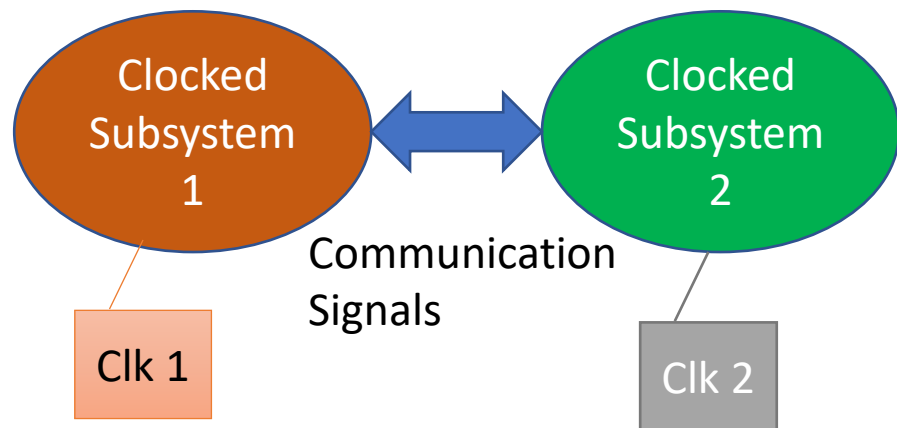 Clocked
Subsystem
1
Clocked
Subsystem
2
Communication
Signals
Clk 1
Clk 2